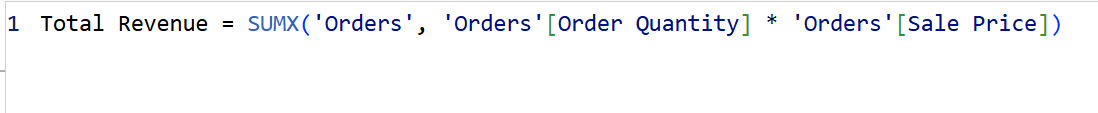 1 Total Revenue = SUMX('Orders', 'Orders'[Order Quantity] * 'Orders'[Sale Price])